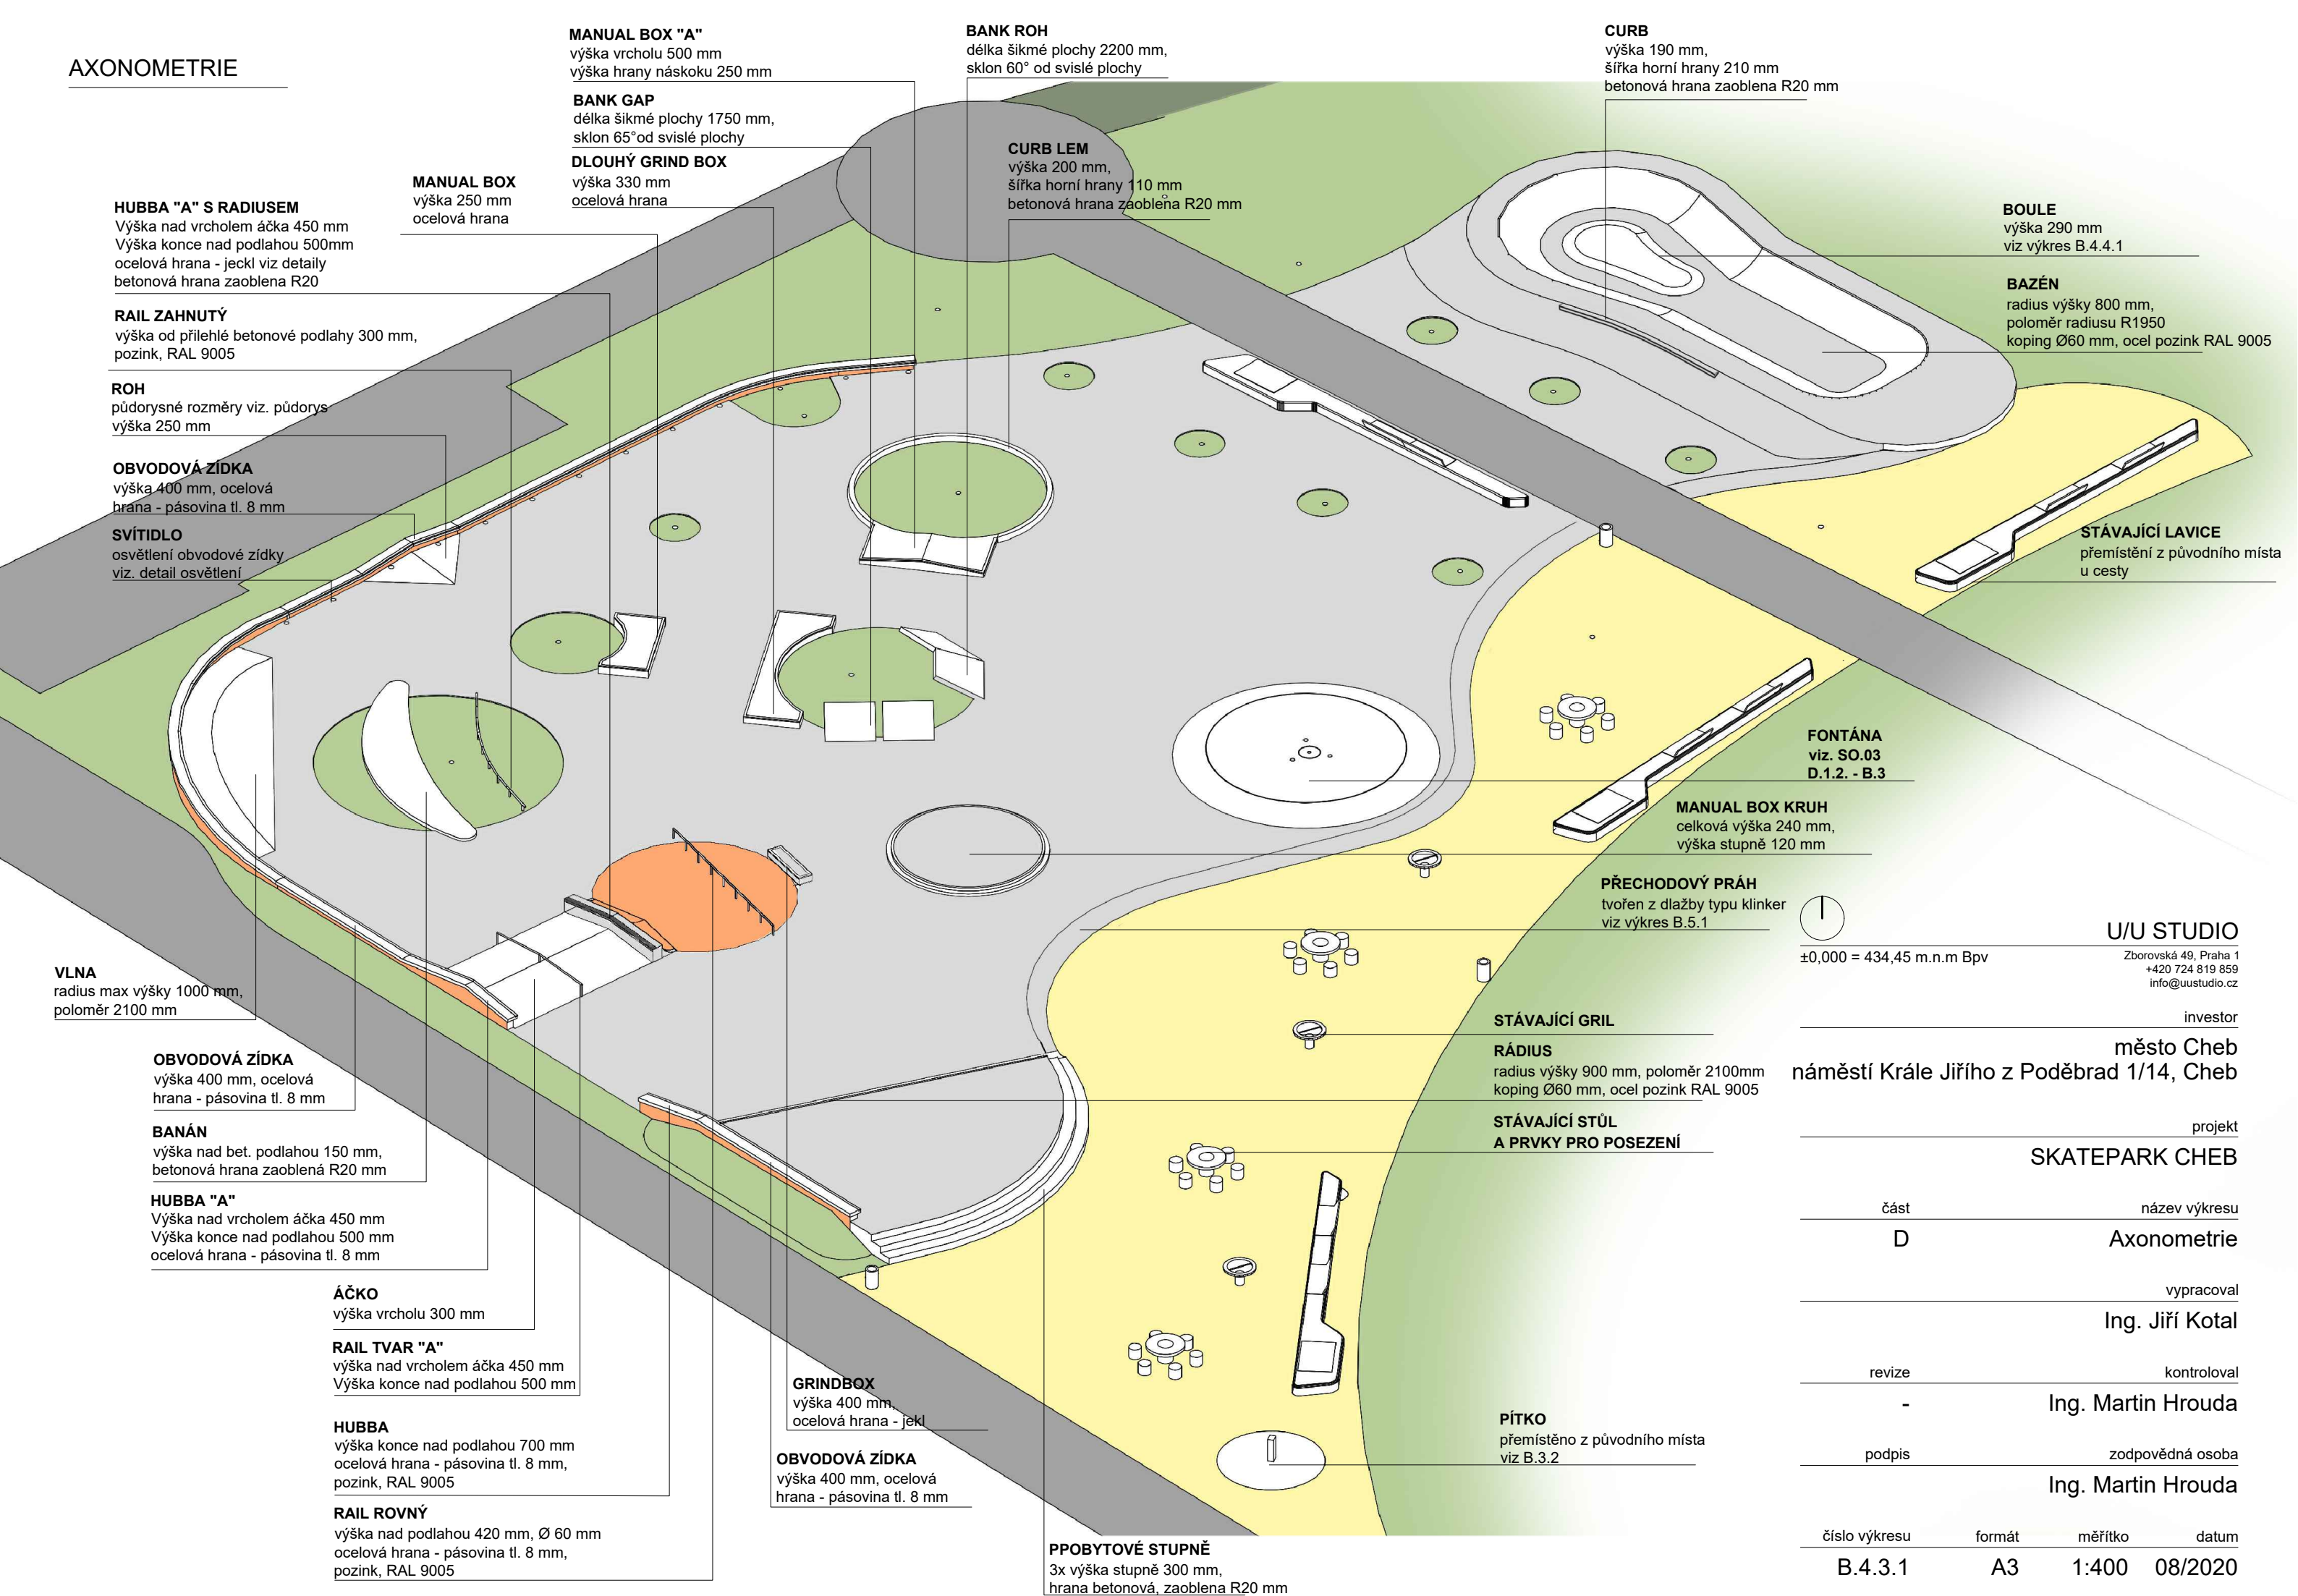 AXONOMETRIE
MANUAL BOX "A"
výška vrcholu 500 mm
výška hrany náskoku 250 mm
BANK GAP
délka šikmé plochy 1750 mm,
sklon 65°od svislé plochy
DLOUHÝ GRIND BOX
výška 330 mm
ocelová hrana
MANUAL BOX
výška 250 mm
ocelová hrana
BANK ROH
délka šikmé plochy 2200 mm,
sklon 60° od svislé plochy
CURB LEM
výška 200 mm,
šířka horní hrany 110 mm
betonová hrana zaoblena R20 mm
CURB
výška 190 mm,
šířka horní hrany 210 mm
betonová hrana zaoblena R20 mm
BOULE
výška 290 mm
viz výkres B.4.4.1
BAZÉN
radius výšky 800 mm,
poloměr radiusu R1950
koping Ø60 mm, ocel pozink RAL 9005
HUBBA "A" S RADIUSEM
Výška nad vrcholem áčka 450 mm
Výška konce nad podlahou 500mm
ocelová hrana - jeckl viz detaily
betonová hrana zaoblena R20
RAIL ZAHNUTÝ
výška od přilehlé betonové podlahy 300 mm,
pozink, RAL 9005
ROH
půdorysné rozměry viz. půdorys
výška 250 mm
OBVODOVÁ ZÍDKA
výška 400 mm, ocelová
hrana - pásovina tl. 8 mm
SVÍTIDLO
osvětlení obvodové zídky
viz. detail osvětlení
STÁVAJÍCÍ LAVICE
přemístění z původního místa
u cesty
FONTÁNA
viz. SO.03
D.1.2. - B.3
MANUAL BOX KRUH
celková výška 240 mm,
výška stupně 120 mm
PŘECHODOVÝ PRÁH
tvořen z dlažby typu klinker
viz výkres B.5.1
STÁVAJÍCÍ GRIL
RÁDIUS
radius výšky 900 mm, poloměr 2100mm
koping Ø60 mm, ocel pozink RAL 9005
STÁVAJÍCÍ STŮL
A PRVKY PRO POSEZENÍ
PÍTKO
přemístěno z původního místa
viz B.3.2
VLNA
radius max výšky 1000 mm,
poloměr 2100 mm
OBVODOVÁ ZÍDKA
výška 400 mm, ocelová
hrana - pásovina tl. 8 mm
BANÁN
výška nad bet. podlahou 150 mm,
betonová hrana zaoblená R20 mm
HUBBA "A"
Výška nad vrcholem áčka 450 mm
Výška konce nad podlahou 500 mm
ocelová hrana - pásovina tl. 8 mm
ÁČKO
výška vrcholu 300 mm
RAIL TVAR "A"
výška nad vrcholem áčka 450 mm
Výška konce nad podlahou 500 mm
HUBBA
výška konce nad podlahou 700 mm
ocelová hrana - pásovina tl. 8 mm,
pozink, RAL 9005
RAIL ROVNÝ
výška nad podlahou 420 mm, Ø 60 mm
ocelová hrana - pásovina tl. 8 mm,
pozink, RAL 9005
GRINDBOX
výška 400 mm,
ocelová hrana - jekl
OBVODOVÁ ZÍDKA
výška 400 mm, ocelová
hrana - pásovina tl. 8 mm
PPOBYTOVÉ STUPNĚ
3x výška stupně 300 mm,
hrana betonová, zaoblena R20 mm
±0,000 = 434,45 m.n.m Bpv
U/U STUDIO
Zborovská 49, Praha 1
+420 724 819 859
info@uustudio.cz
investor
město Cheb
náměstí Krále Jiřího z Poděbrad 1/14, Cheb
projekt
SKATEPARK CHEB
část název výkresu
D Axonometrie
vypracoval
Ing. Jiří Kotal
revize kontroloval
- Ing. Martin Hrouda
podpis zodpovědná osoba
Ing. Martin Hrouda
číslo výkresu formát měřítko datum
B.4.3.1 A3 1:400 08/2020